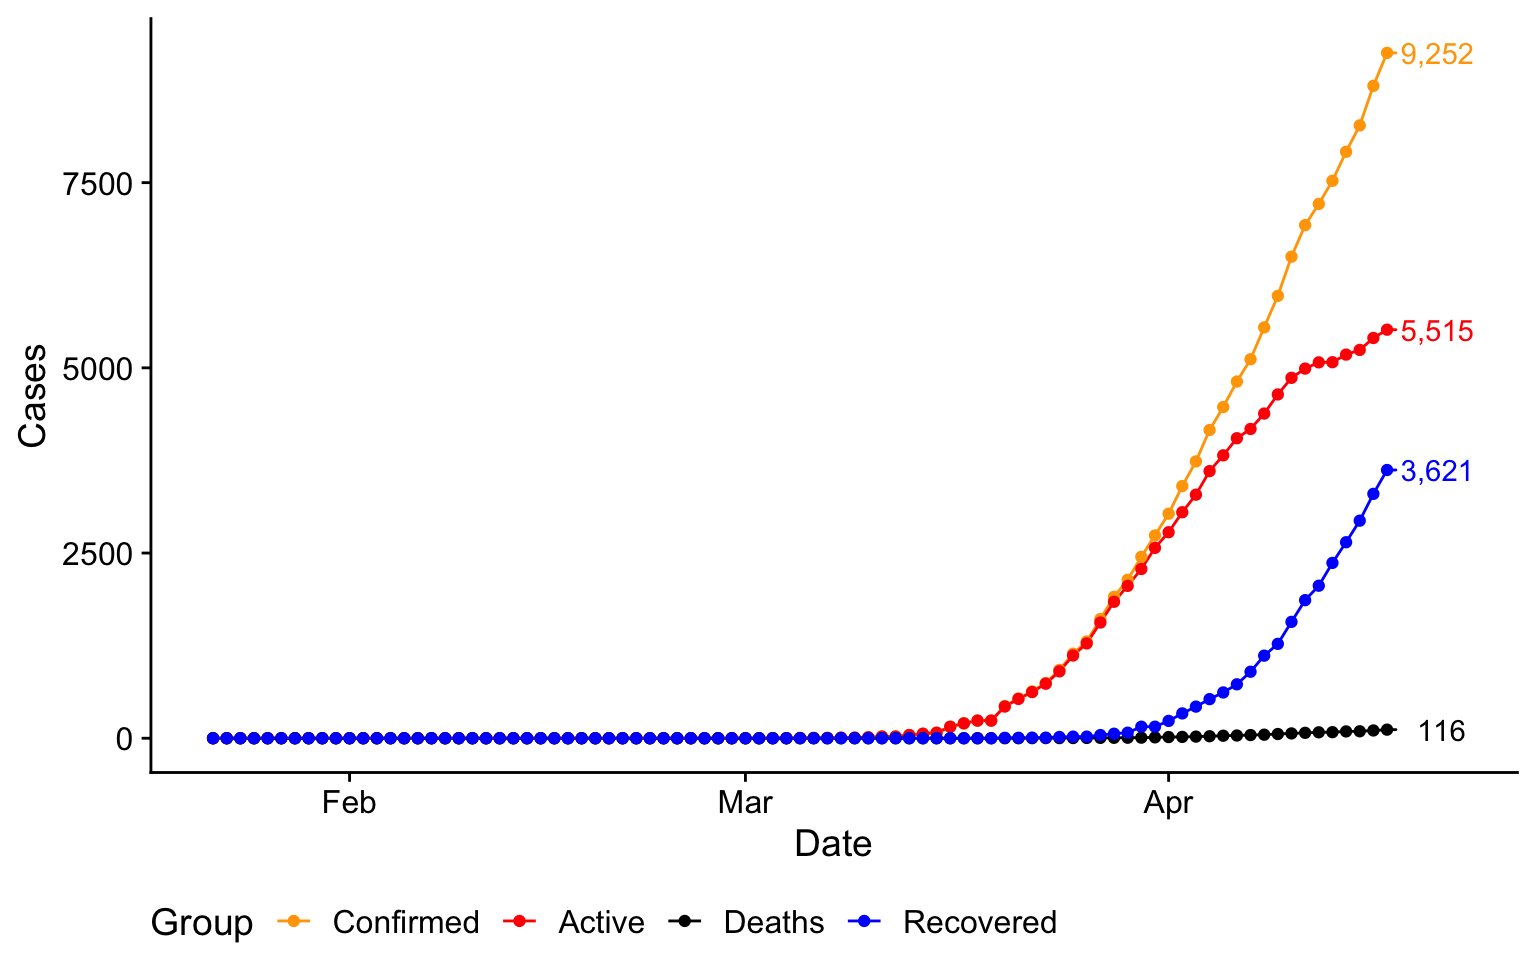 9,252
7500
5,515
5000
Cases
3,621
2500
116
0
Feb Mar Apr
Date
Group Confirmed Active Deaths Recovered